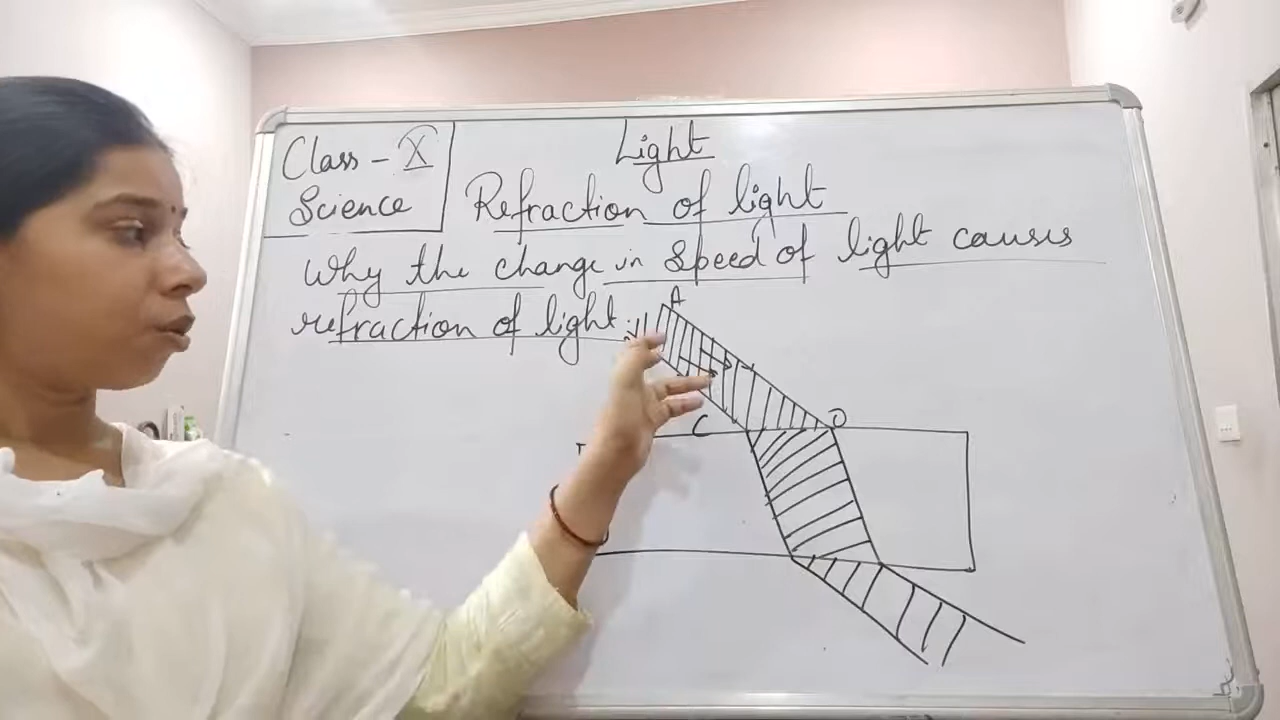 Class - X
Science
Light
Refraction of light
Why the change in speed of light causes
refraction of light.
A
C
D